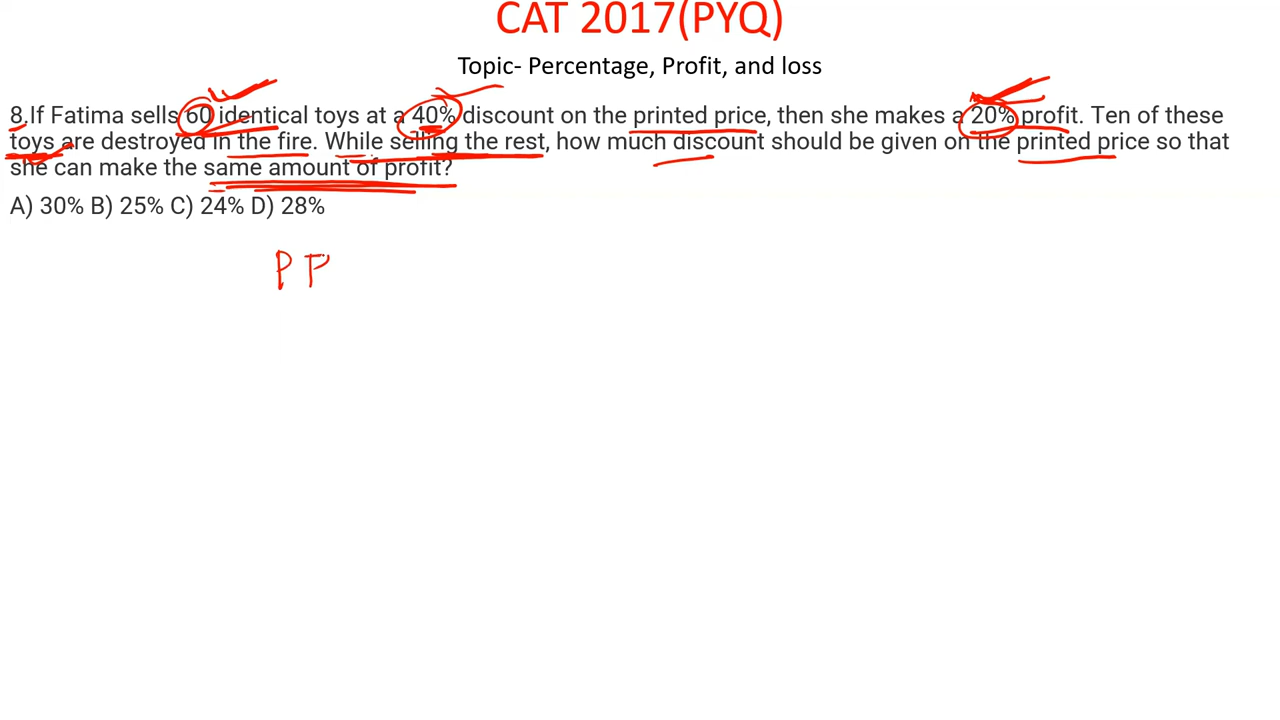 CAT 2017(PYQ)
Topic- Percentage, Profit, and loss
8.If Fatima sells 60 identical toys at a 40% discount on the printed price, then she makes a 20% profit. Ten of these
toys are destroyed in the fire. While selling the rest, how much discount should be given on the printed price so that
she can make the same amount of profit?
A) 30% B) 25% C) 24% D) 28%
P P